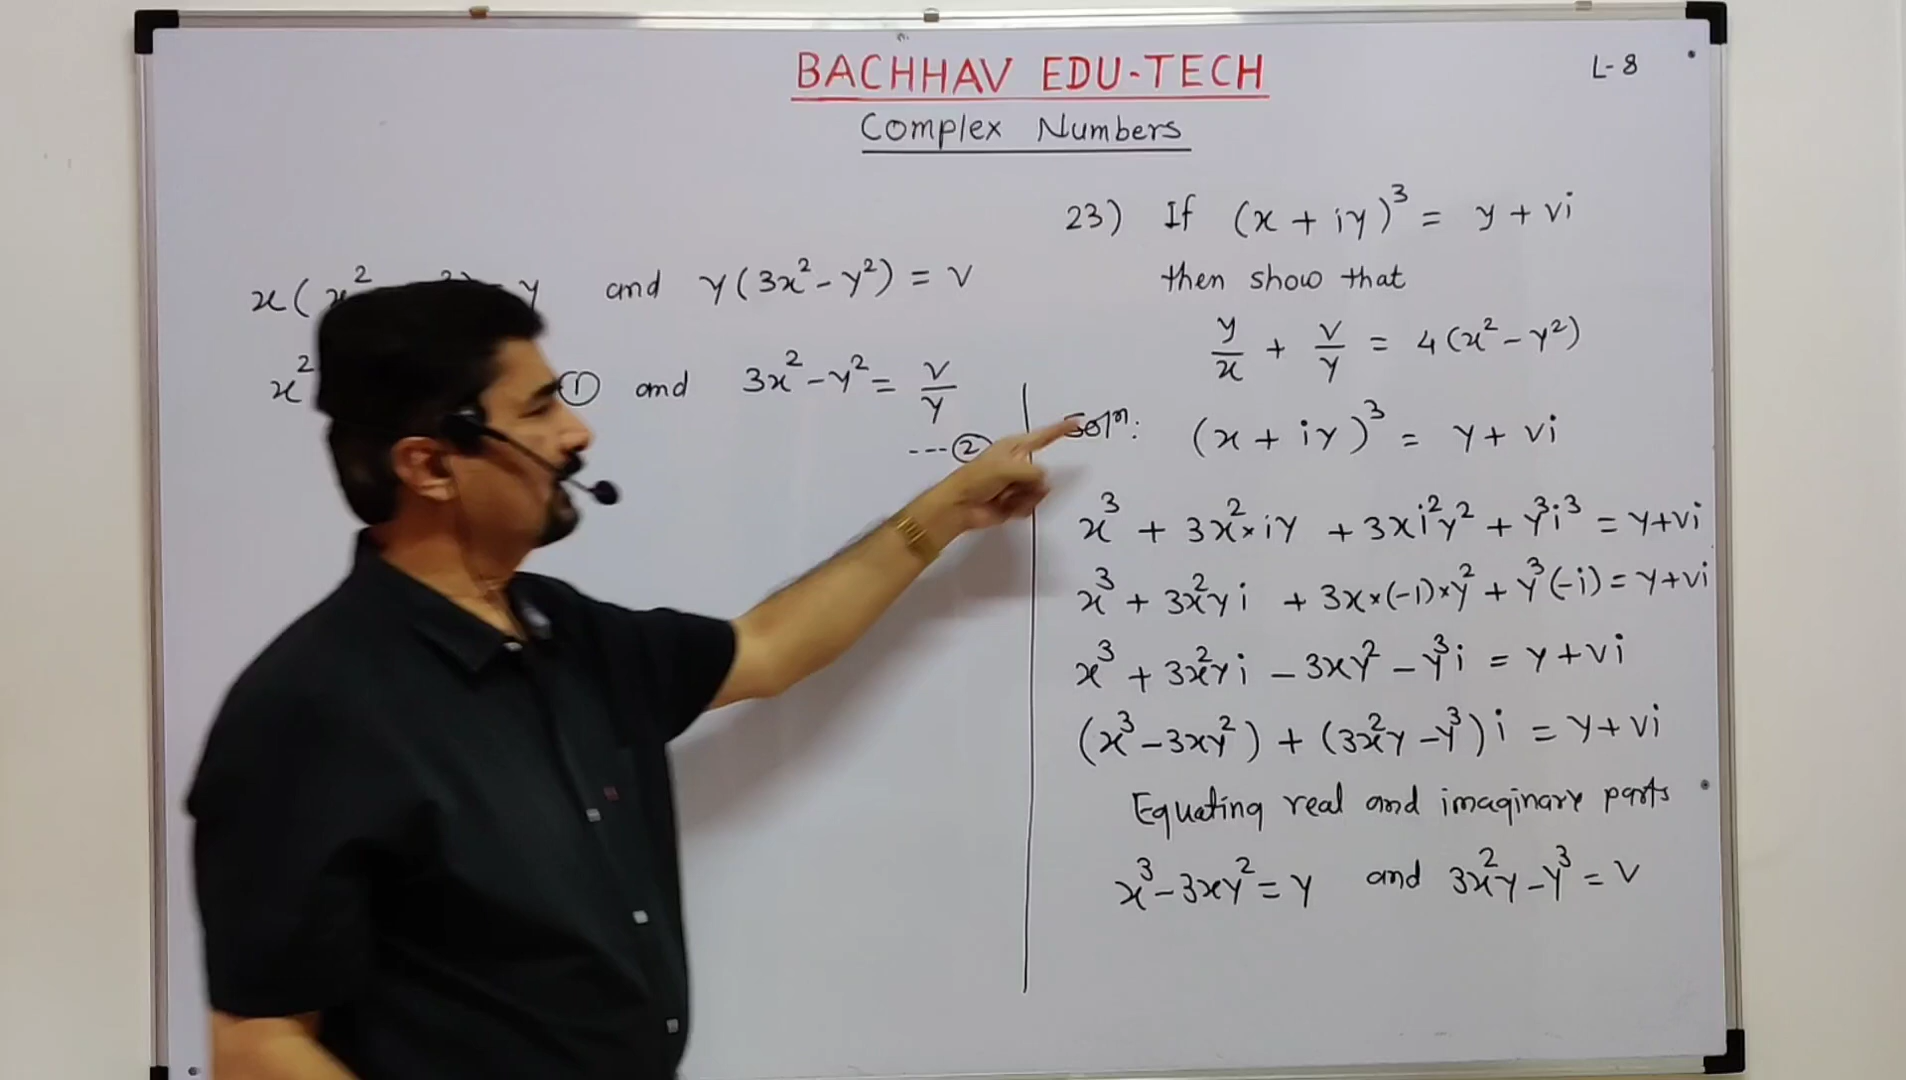 BACHHAV EDU-TECH
L-8
Complex Numbers
x(x² = y and y(3x² - y²) = v
x² ① and 3x² - y² = v/y
---②
23) If (x + iy)³ = y + vi
then show that
y/x + v/y = 4(x² - y²)
Solⁿ: (x + iy)³ = y + vi
x³ + 3x² × iy + 3xi²y² + y³i³ = y + vi
x³ + 3x²yi + 3x×(-1)×y² + y³(-i) = y + vi
x³ + 3x²yi - 3xy² - y³i = y + vi
(x³ - 3xy²) + (3x²y - y³)i = y + vi
Equating real and imaginary parts
x³ - 3xy² = y and 3x²y - y³ = v